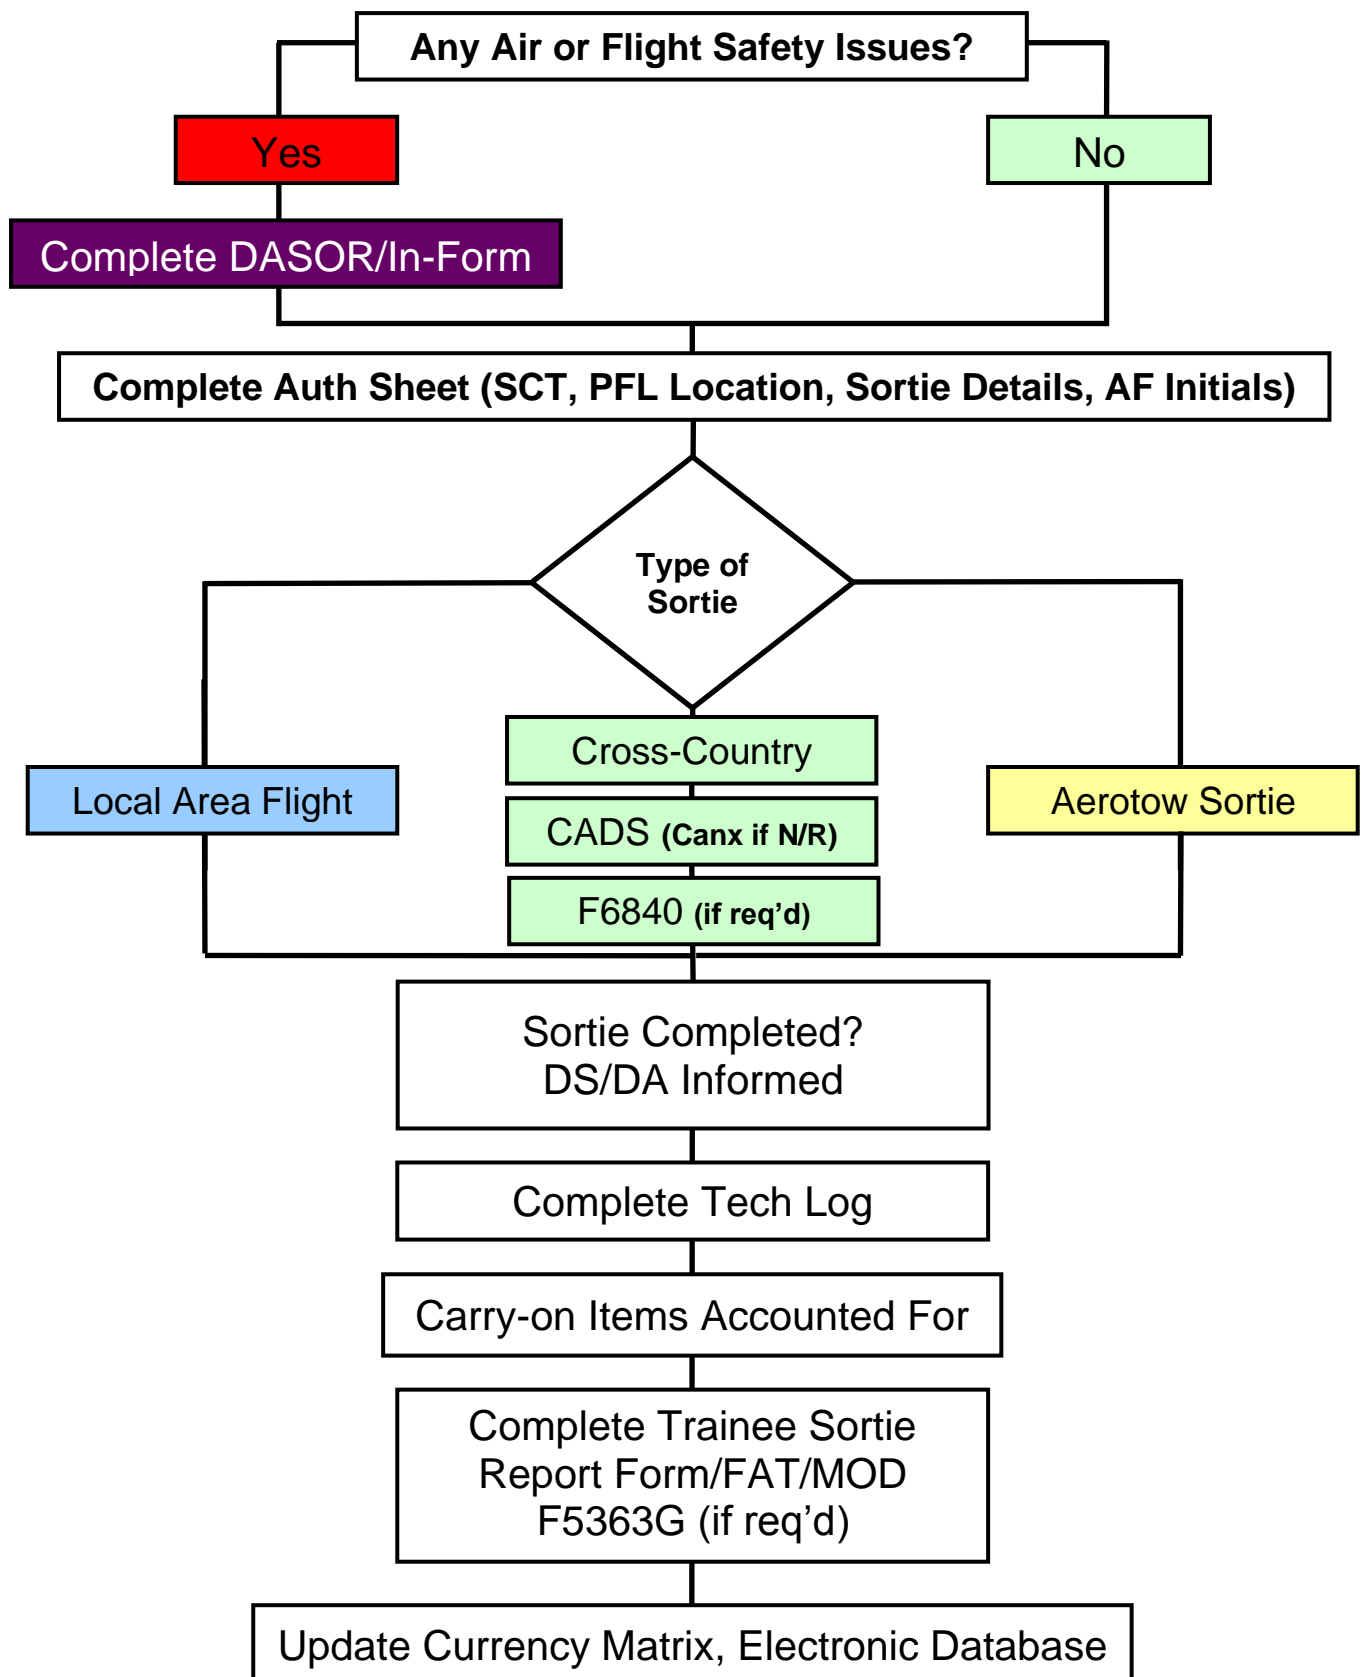 Any Air or Flight Safety Issues?
Yes
No
Complete DASOR/In-Form
Complete Auth Sheet (SCT, PFL Location, Sortie Details, AF Initials)
Type of
Sortie
Cross-Country
Local Area Flight
Aerotow Sortie
CADS (Canx if N/R)
F6840 (if req’d)
Sortie Completed?
DS/DA Informed
Complete Tech Log
Carry-on Items Accounted For
Complete Trainee Sortie
Report Form/FAT/MOD
F5363G (if req’d)
Update Currency Matrix, Electronic Database